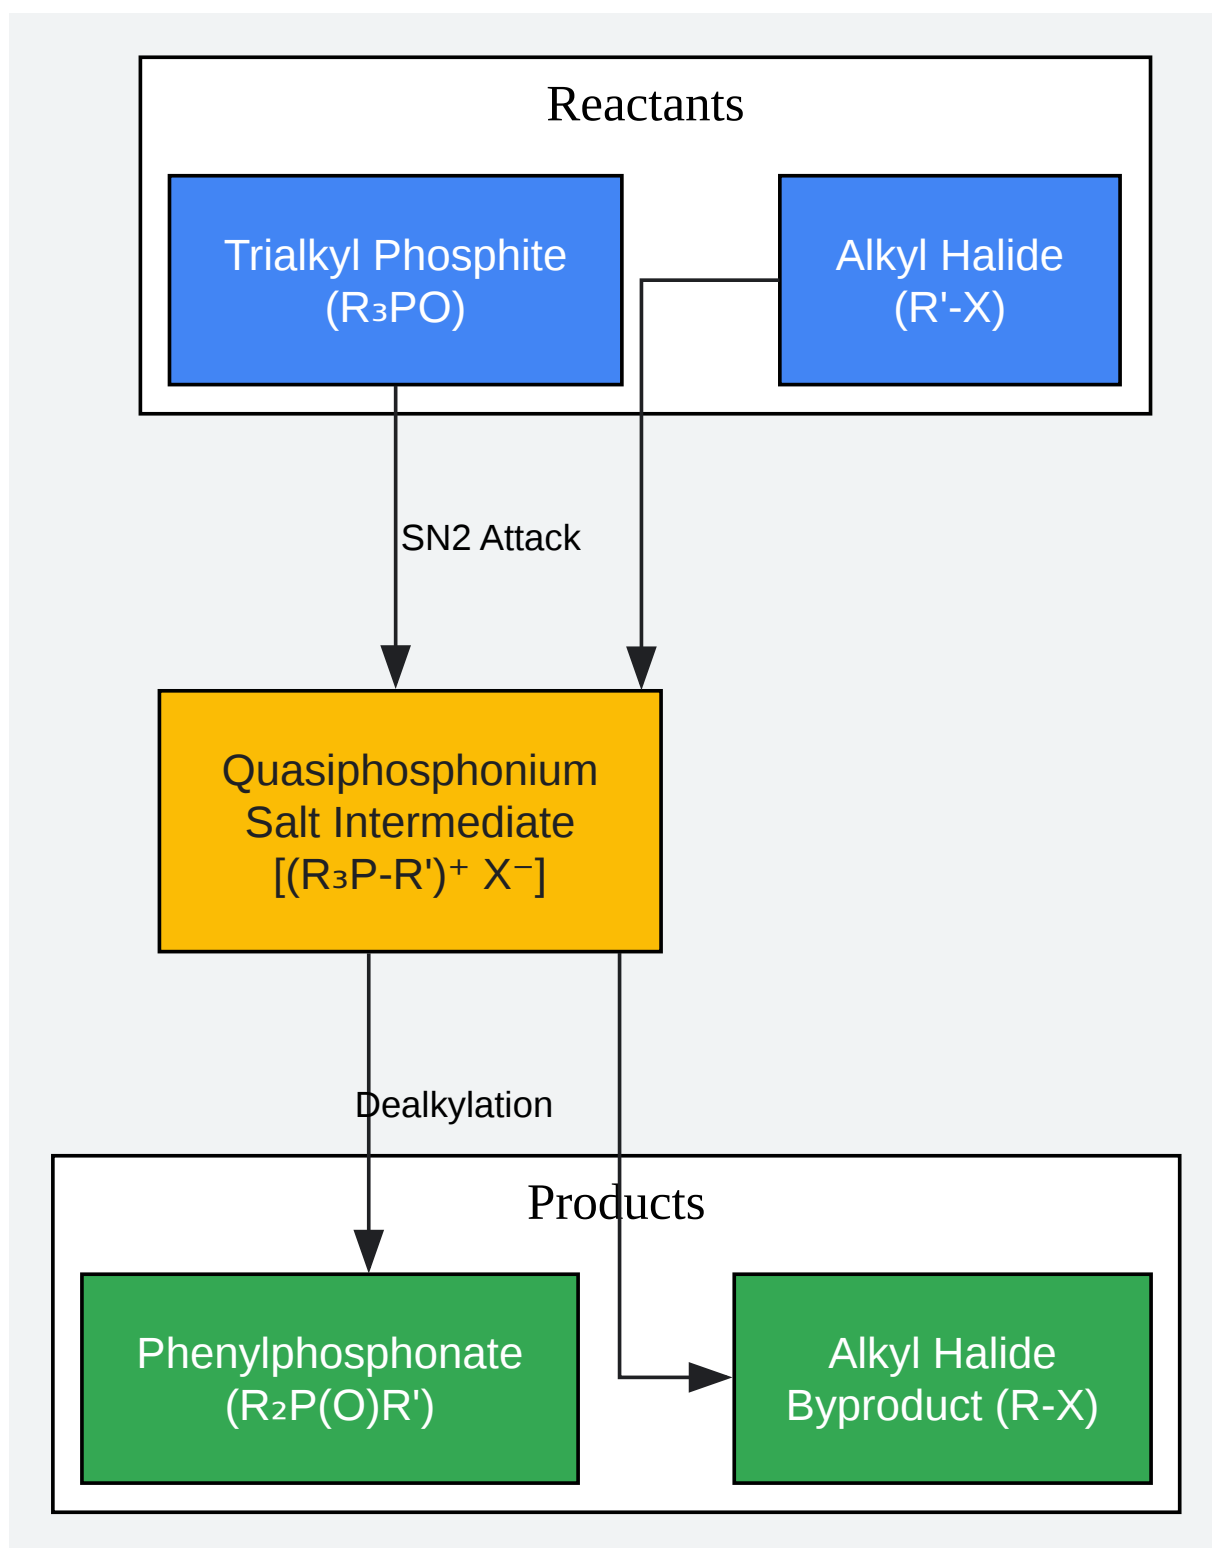 Reactants
Trialkyl Phosphite
(R₃PO)
Alkyl Halide
(R'-X)
SN2 Attack
Quasiphosphonium
Salt Intermediate
[(R₃P-R')⁺ X⁻]
Dealkylation
Products
Phenylphosphonate
(R₂P(O)R')
Alkyl Halide
Byproduct (R-X)